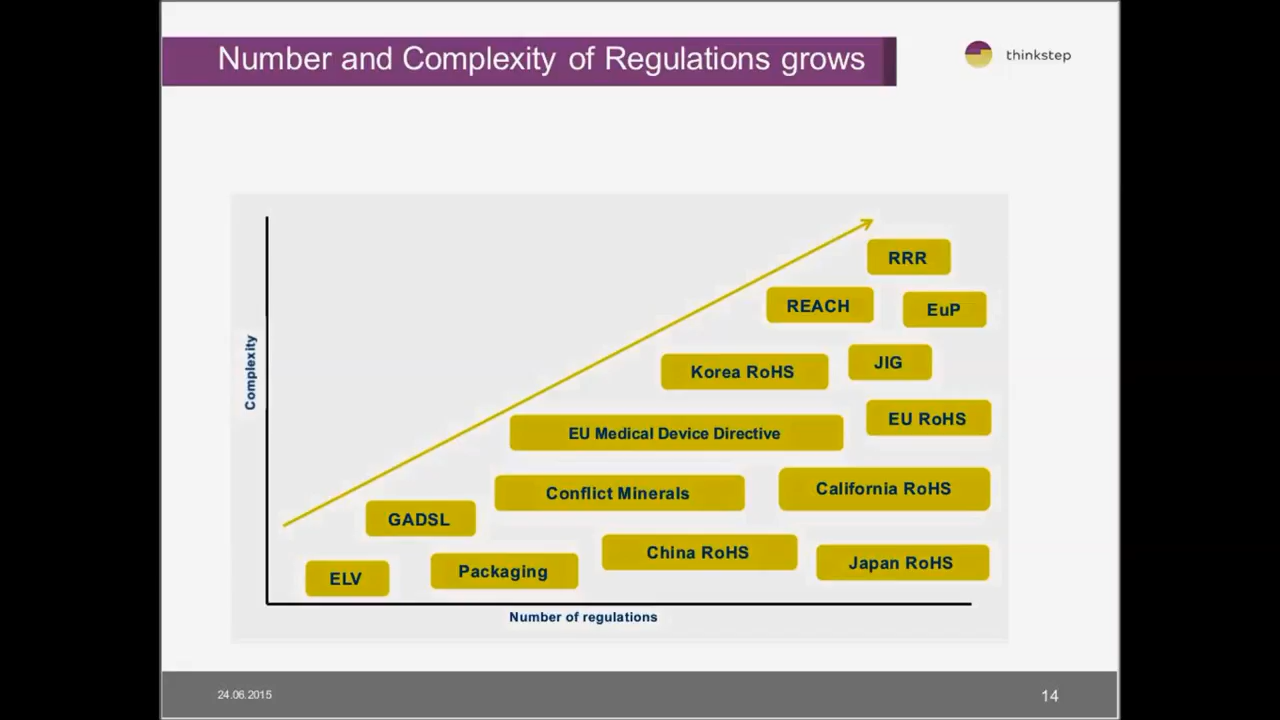 Number and Complexity of Regulations grows
thinkstep
RRR
REACH
EuP
Korea RoHS
JIG
EU RoHS
EU Medical Device Directive
Conflict Minerals
California RoHS
GADSL
China RoHS
Japan RoHS
ELV
Packaging
Complexity
Number of regulations
24.06.2015
14